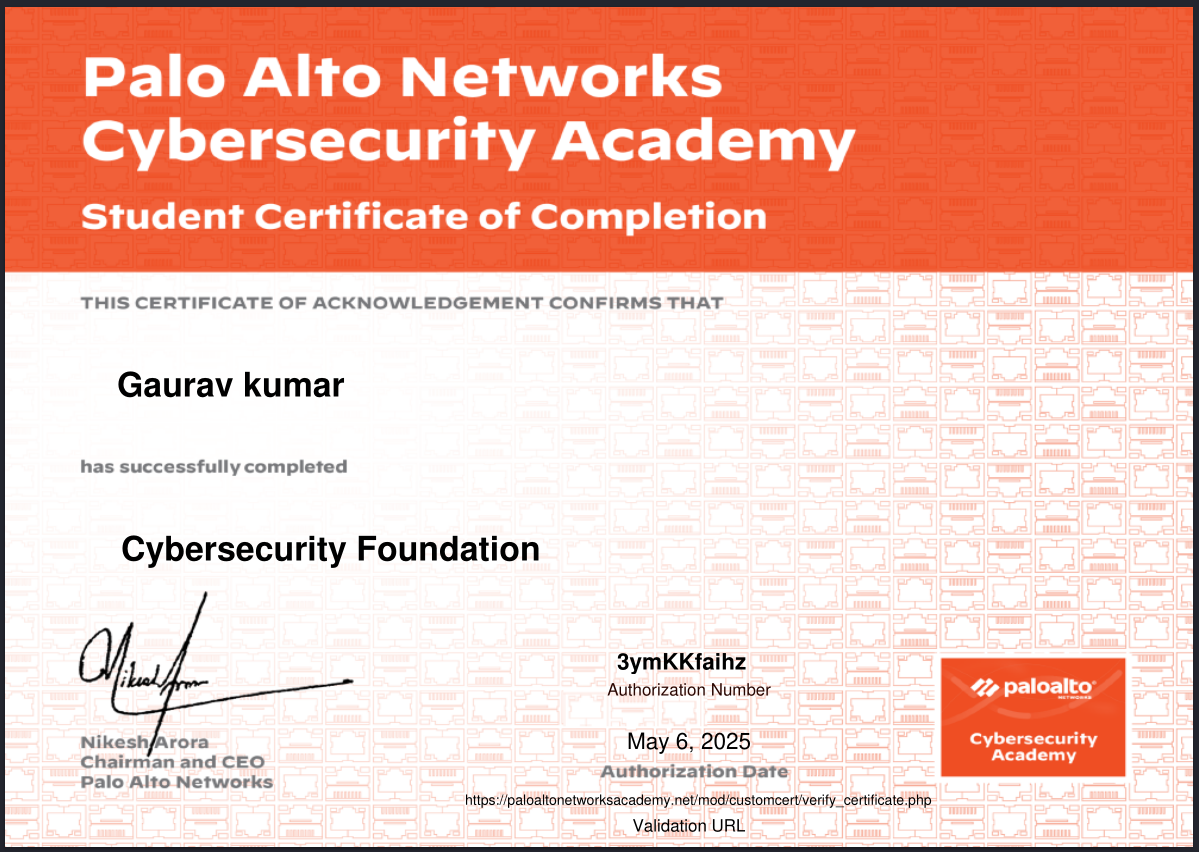 Palo Alto Networks
Cybersecurity Academy
Student Certificate of Completion
THIS CERTIFICATE OF ACKNOWLEDGEMENT CONFIRMS THAT
Gaurav kumar
has successfully completed
Cybersecurity Foundation
Nikesh Arora
Nikesh Arora
Chairman and CEO
Palo Alto Networks
3ymKKfaihz
Authorization Number
May 6, 2025
Authorization Date
https://paloaltonetworksacademy.net/mod/customcert/verify_certificate.php
Validation URL
paloalto®
NETWORKS
Cybersecurity
Academy